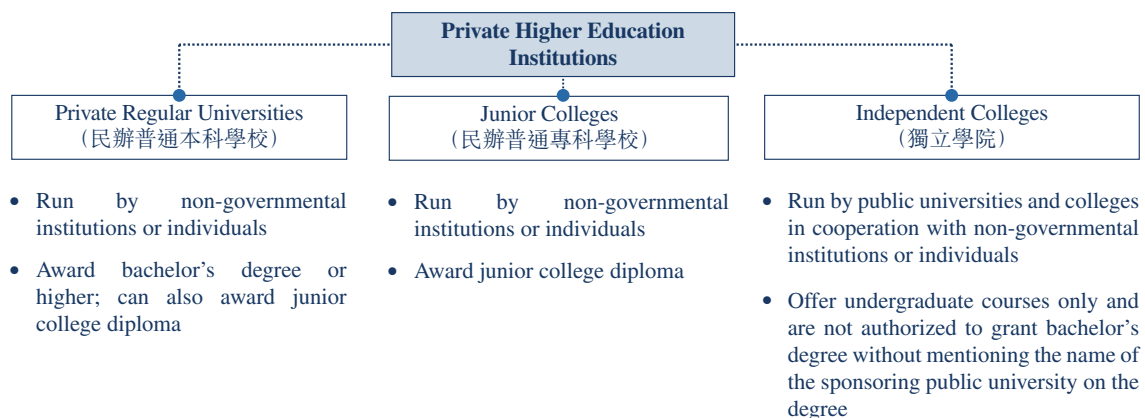 Private Higher Education
Institutions
Private Regular Universities
（民辦普通本科學校）
• Run by non-governmental
institutions or individuals
• Award bachelor’s degree or
higher; can also award junior
college diploma
Junior Colleges
（民辦普通專科學校）
• Run by non-governmental
institutions or individuals
• Award junior college diploma
Independent Colleges
（獨立學院）
• Run by public universities and colleges
in cooperation with non-governmental
institutions or individuals
• Offer undergraduate courses only and
are not authorized to grant bachelor’s
degree without mentioning the name of
the sponsoring public university on the
degree